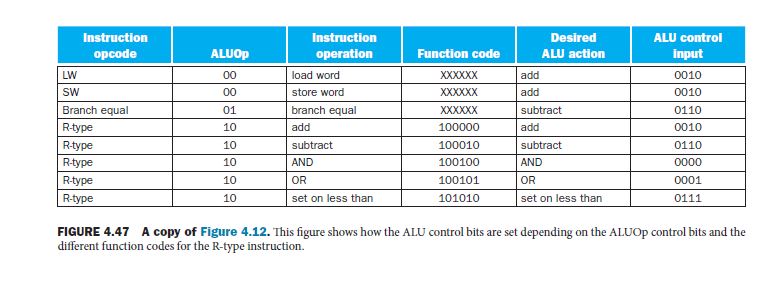 Instruction opcode ALUOp Instruction operation Function code Desired ALU action ALU control input
LW 00 load word XXXXXX add 0010
SW 00 store word XXXXXX add 0010
Branch equal 01 branch equal XXXXXX subtract 0110
R-type 10 add 100000 add 0010
R-type 10 subtract 100010 subtract 0110
R-type 10 AND 100100 AND 0000
R-type 10 OR 100101 OR 0001
R-type 10 set on less than 101010 set on less than 0111
FIGURE 4.47 A copy of Figure 4.12. This figure shows how the ALU control bits are set depending on the ALUOp control bits and the
different function codes for the R-type instruction.